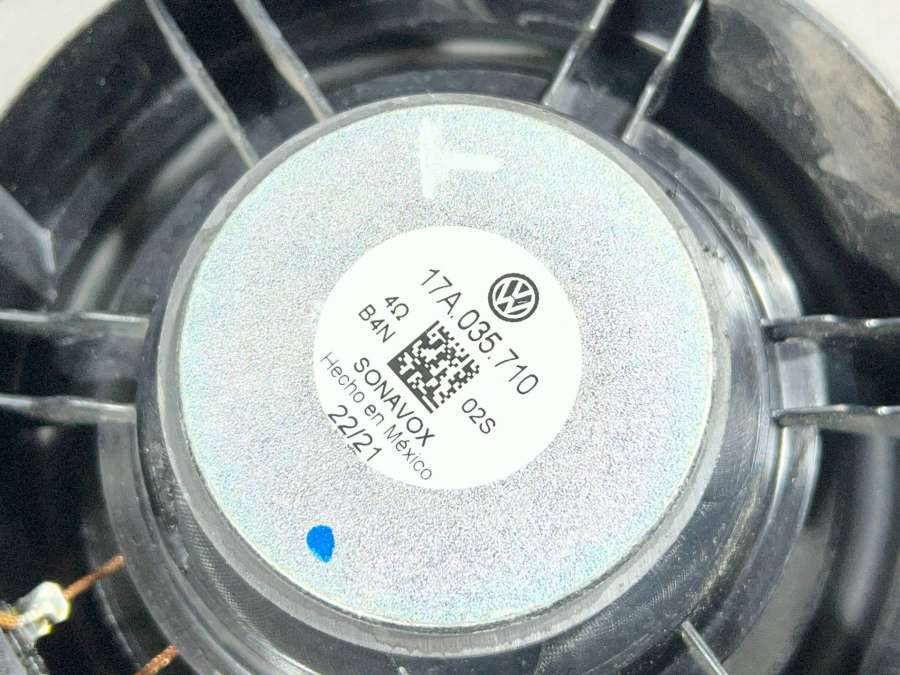 17A.035.710
4Ω
B4N
02S
SONAVOX
Hecho en México
22/21